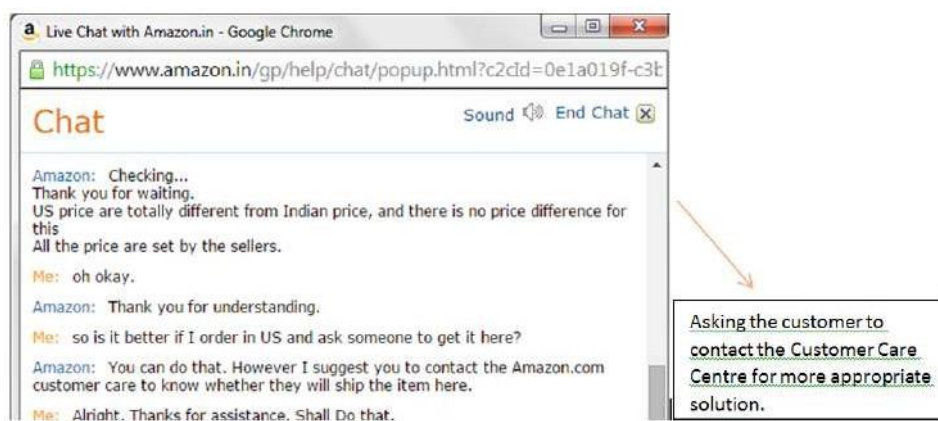 a Live Chat with Amazon.in - Google Chrome
https://www.amazon.in/gp/help/chat/popup.html?c2cId=0e1a019f-c3b
Chat
Sound End Chat
Amazon: Checking...
Thank you for waiting.
US price are totally different from Indian price, and there is no price difference for
this
All the price are set by the sellers.
Me: oh okay.
Amazon: Thank you for understanding.
Me: so is it better if I order in US and ask someone to get it here?
Amazon: You can do that. However I suggest you to contact the Amazon.com
customer care to know whether they will ship the item here.
Me: Alright. Thanks for assistance. Shall Do that.
Asking the customer to
contact the Customer Care
Centre for more appropriate
solution.